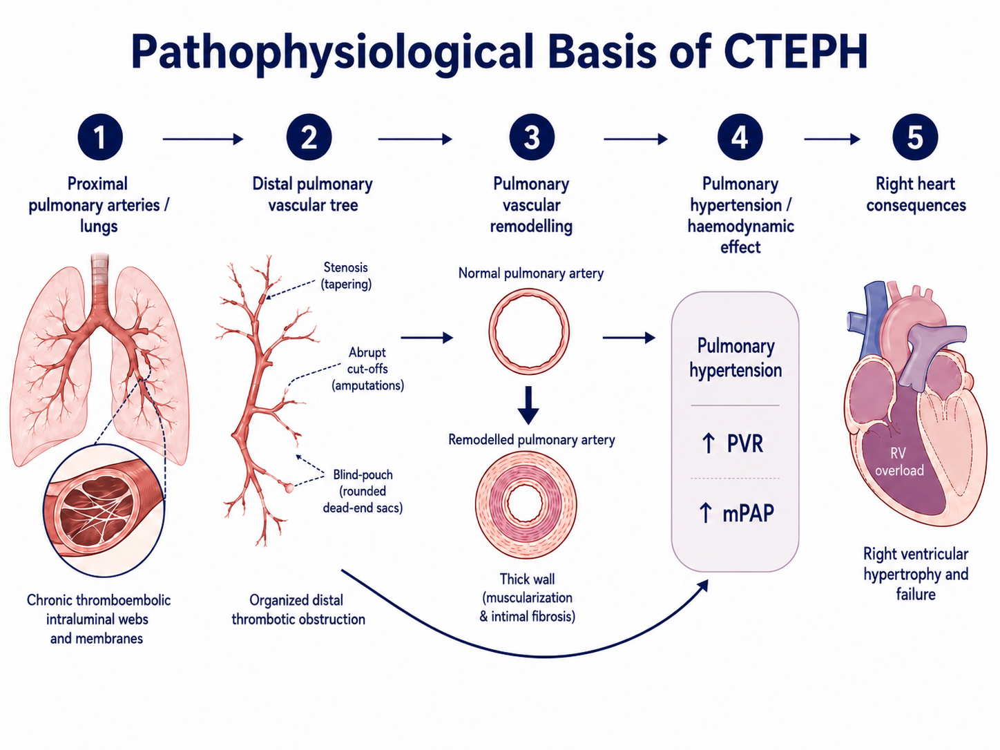 Pathophysiological Basis of CTEPH
1
2
3
4
5
Proximal
pulmonary arteries /
lungs
Distal pulmonary
vascular tree
Pulmonary
vascular
remodelling
Pulmonary
hypertension /
haemodynamic
effect
Right heart
consequences
Stenosis
(tapering)
Abrupt
cut-offs
(amputations)
Blind-pouch
(rounded
dead-end sacs)
Normal pulmonary artery
Remodelled pulmonary artery
Pulmonary
hypertension
↑ PVR
↑ mPAP
RV
overload
Chronic thromboembolic
intraluminal webs
and membranes
Organized distal
thrombotic obstruction
Thick wall
(muscularization
& intimal fibrosis)
Right ventricular
hypertrophy and
failure